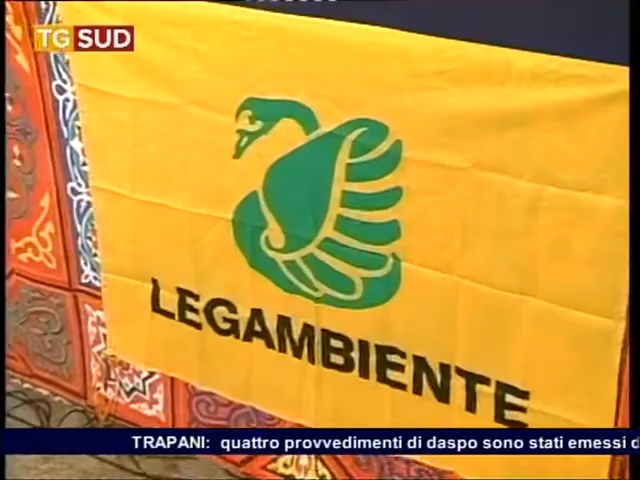 TG SUD
LEGAMBIENTE
TRAPANI: quattro provvedimenti di daspo sono stati emessi d